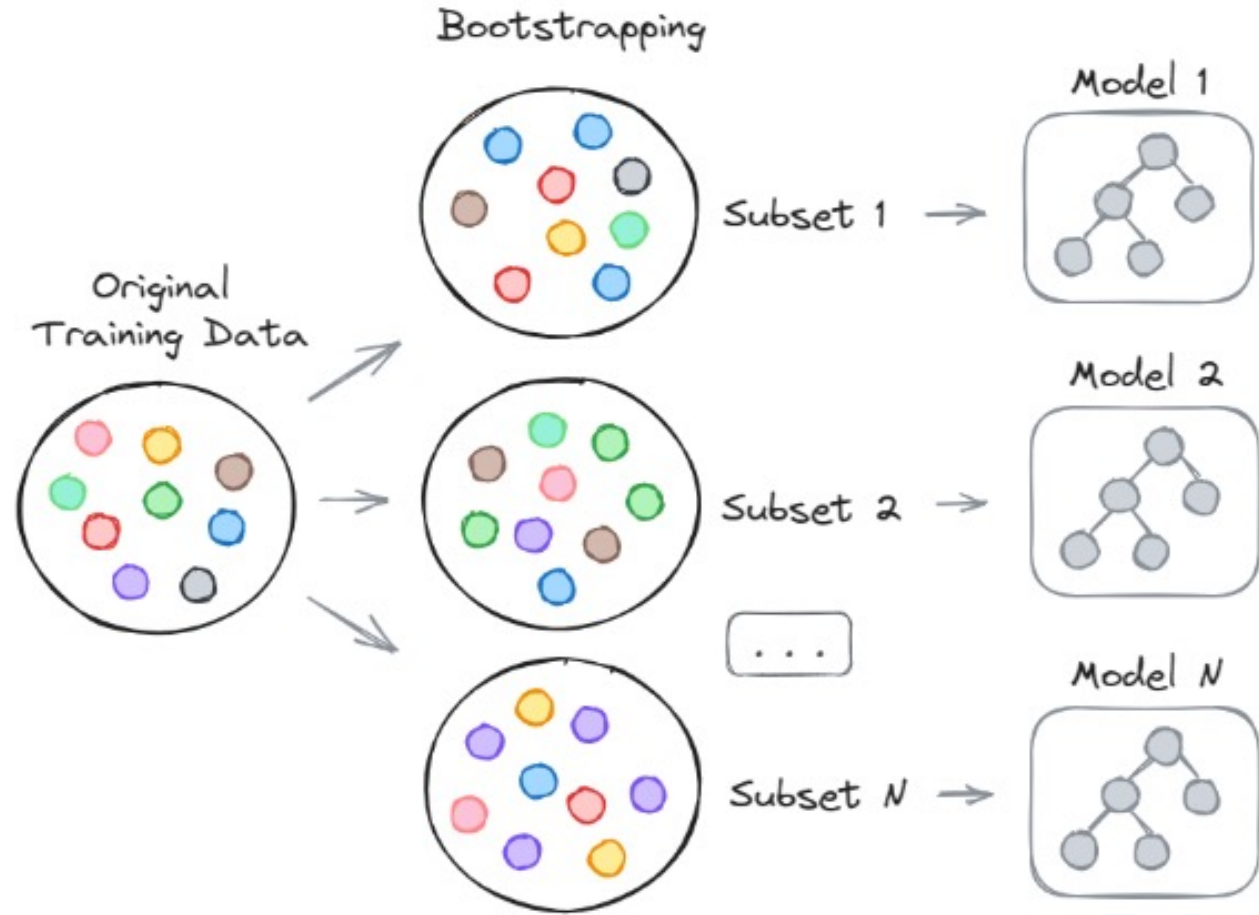 Bootstrapping
Model 1
Subset 1
Original
Training Data
Model 2
Subset 2
...
Model N
Subset N